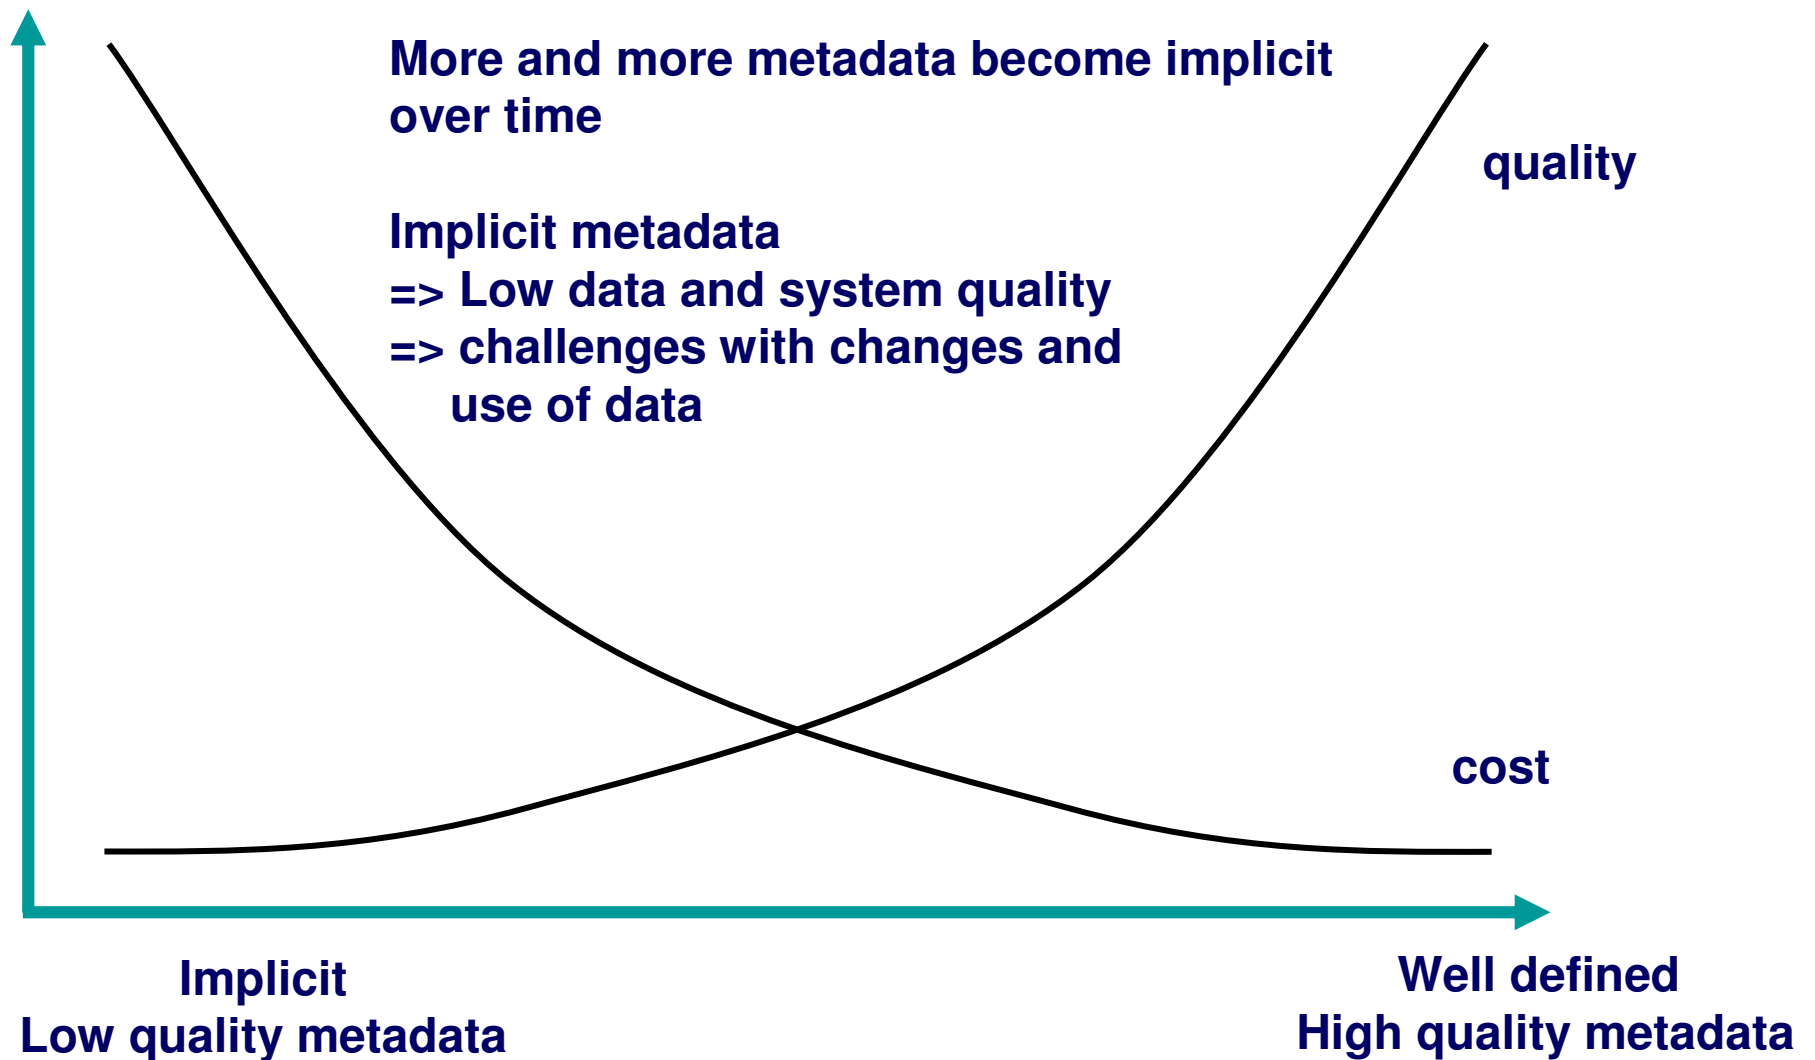 More and more metadata become implicit
over time
quality
Implicit metadata
=> Low data and system quality
=> challenges with changes and
use of data
cost
Implicit
Low quality metadata
Well defined
High quality metadata